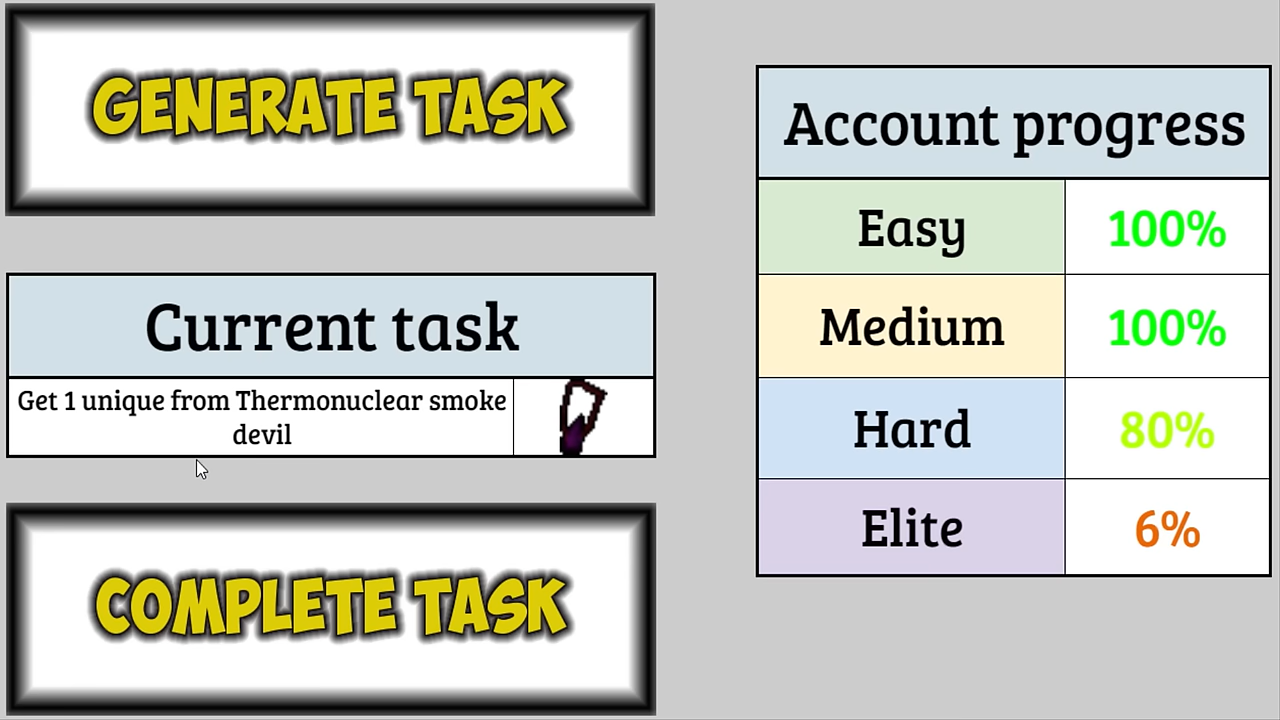 GENERATE TASK
Current task
Get 1 unique from Thermonuclear smoke
devil
COMPLETE TASK
Account progress
Easy 100%
Medium 100%
Hard 80%
Elite 6%